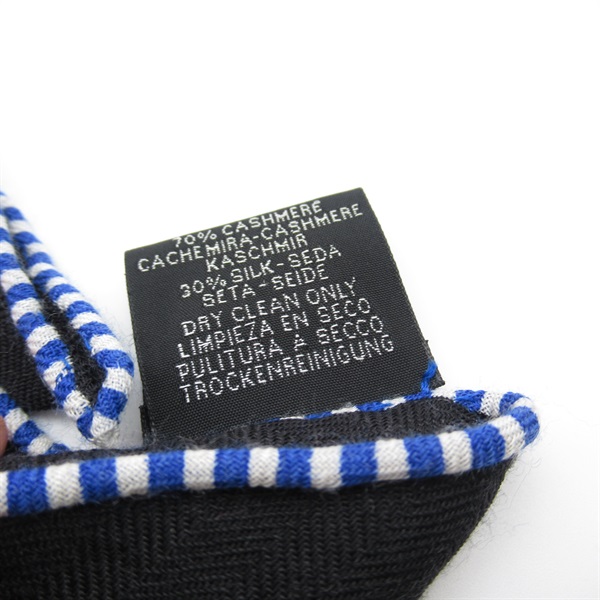 70% CASHMERE
CACHEMIRA-CASHMERE
KASCHMIR
30% SILK-SEDA
SETA-SEIDE
DRY CLEAN ONLY
LIMPIEZA EN SECO
PULITURA À SECCO
TROCKENREINIGUNG